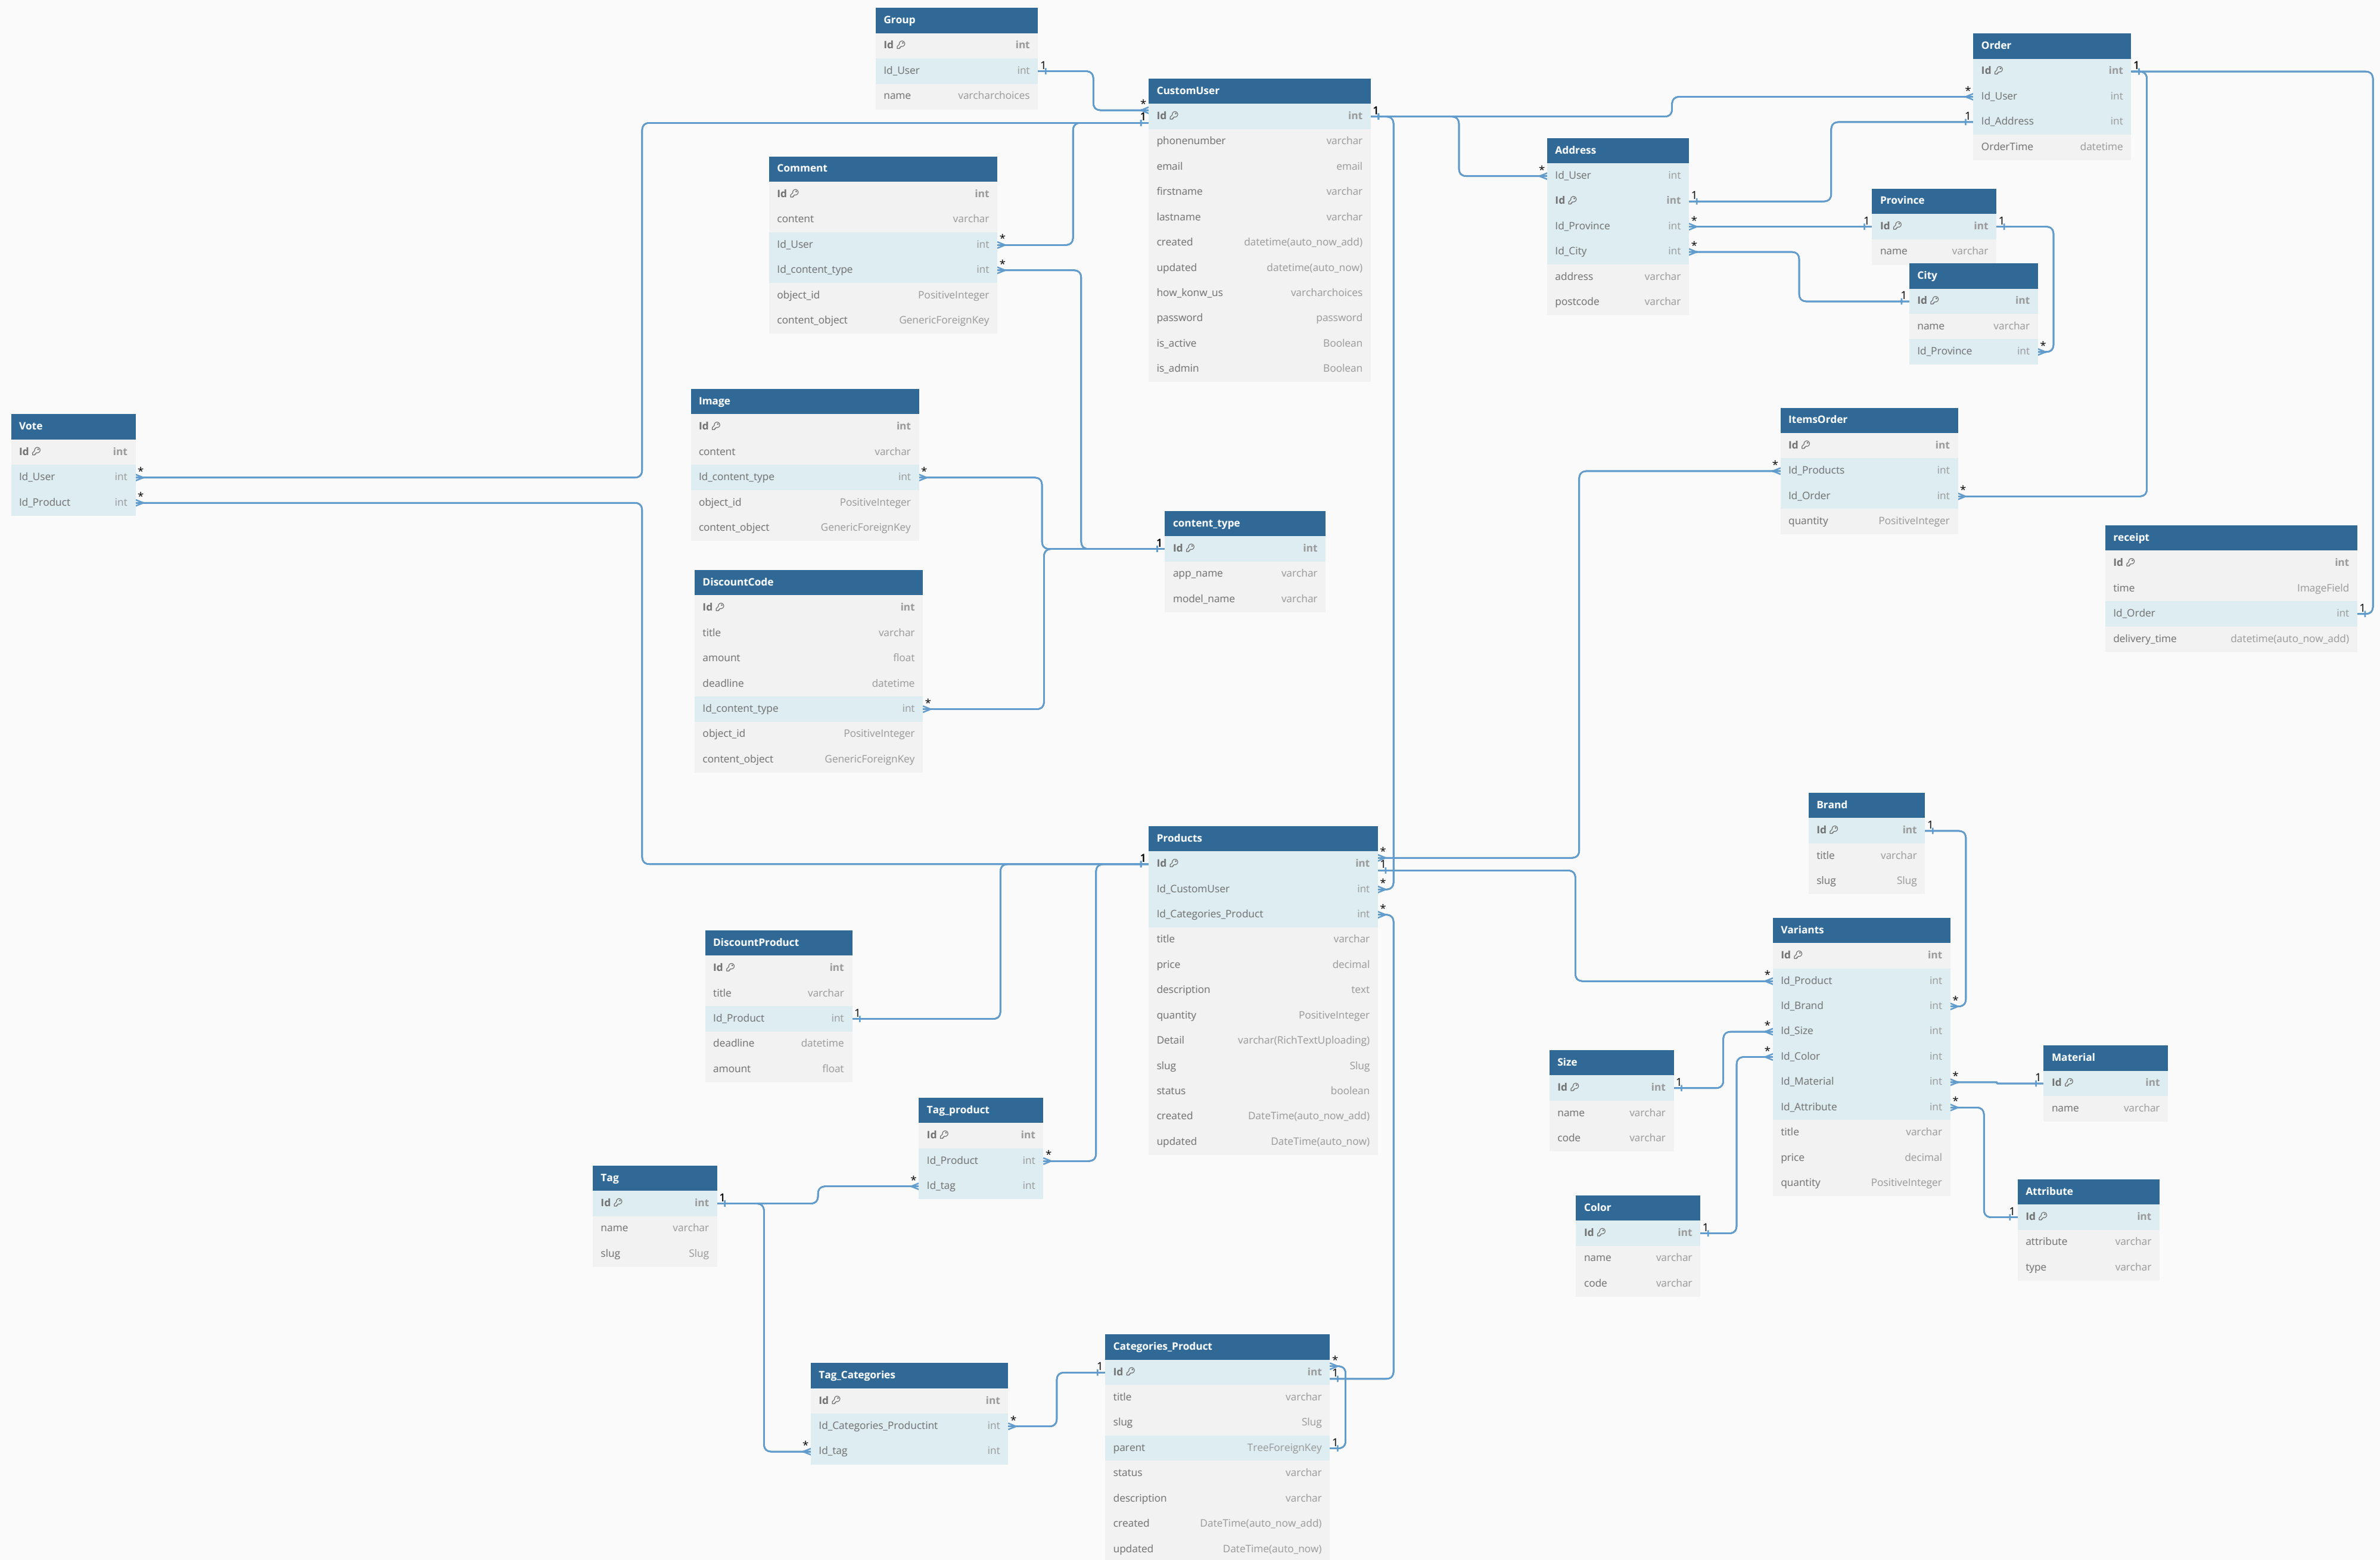 Group
Id int
Id_User int
name varcharchoices
CustomUser
Id int
phonenumber varchar
email email
firstname varchar
lastname varchar
created datetime(auto_now_add)
updated datetime(auto_now)
how_konw_us varcharchoices
password password
is_active Boolean
is_admin Boolean
Order
Id int
Id_User int
Id_Address int
OrderTime datetime
Address
Id_User int
Id int
Id_Province int
Id_City int
address varchar
postcode varchar
Province
Id int
name varchar
City
Id int
name varchar
Id_Province int
Comment
Id int
content varchar
Id_User int
Id_content_type int
object_id PositiveInteger
content_object GenericForeignKey
Image
Id int
content varchar
Id_content_type int
object_id PositiveInteger
content_object GenericForeignKey
Vote
Id int
Id_User int
Id_Product int
ItemsOrder
Id int
Id_Products int
Id_Order int
quantity PositiveInteger
content_type
Id int
app_name varchar
model_name varchar
receipt
Id int
time ImageField
Id_Order int
delivery_time datetime(auto_now_add)
DiscountCode
Id int
title varchar
amount float
deadline datetime
Id_content_type int
object_id PositiveInteger
content_object GenericForeignKey
Brand
Id int
title varchar
slug Slug
Products
Id int
Id_CustomUser int
Id_Categories_Product int
title varchar
price decimal
description text
quantity PositiveInteger
Detail varchar(RichTextUploading)
slug Slug
status boolean
created DateTime(auto_now_add)
updated DateTime(auto_now)
Variants
Id int
Id_Product int
Id_Brand int
Id_Size int
Id_Color int
Id_Material int
Id_Attribute int
title varchar
price decimal
quantity PositiveInteger
DiscountProduct
Id int
title varchar
Id_Product int
deadline datetime
amount float
Size
Id int
name varchar
code varchar
Material
Id int
name varchar
Tag_product
Id int
Id_Product int
Id_tag int
Tag
Id int
name varchar
slug Slug
Color
Id int
name varchar
code varchar
Attribute
Id int
attribute varchar
type varchar
Categories_Product
Id int
title varchar
slug Slug
parent TreeForeignKey
status varchar
description varchar
created DateTime(auto_now_add)
updated DateTime(auto_now)
Tag_Categories
Id int
Id_Categories_Productint int
Id_tag int